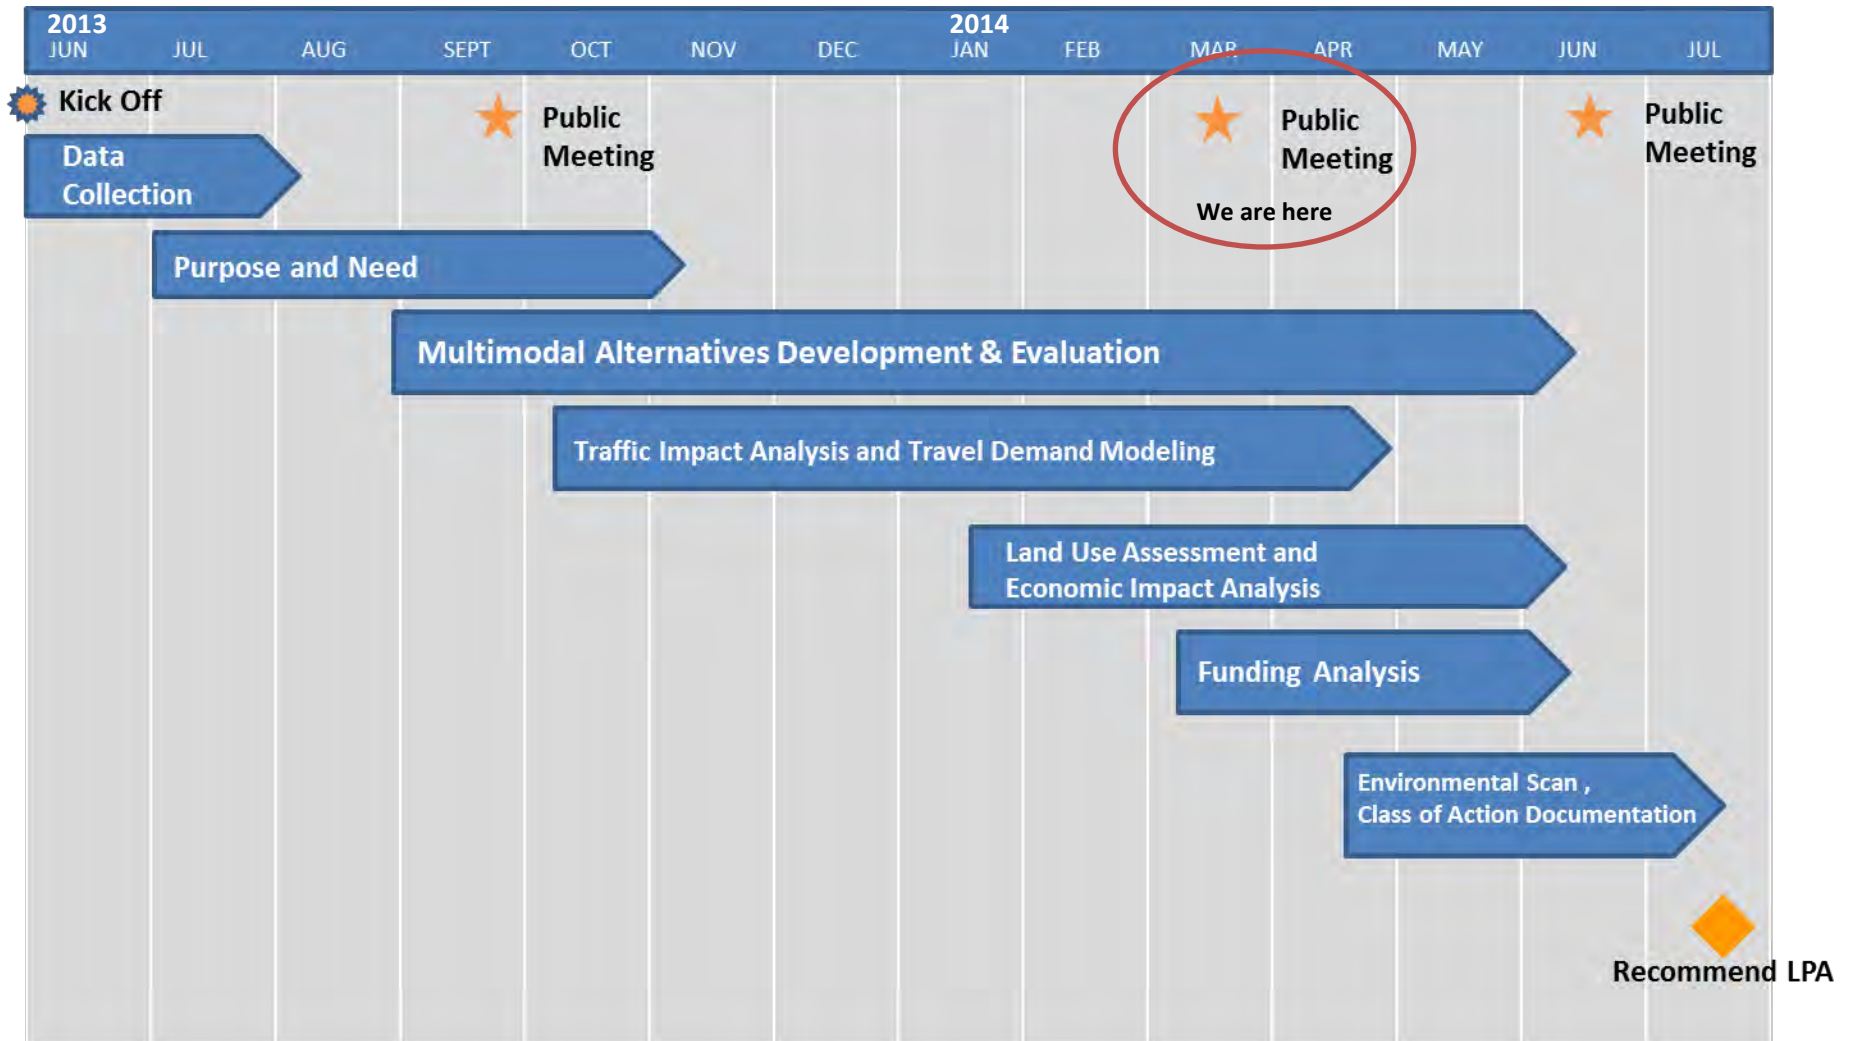 2013
2014
JUN JUL AUG SEPT OCT NOV DEC JAN FEB MAR APR MAY JUN JUL
Kick Off
Public
Meeting
Public
Meeting
We are here
Public
Meeting
Data
Collection
Purpose and Need
Multimodal Alternatives Development & Evaluation
Traffic Impact Analysis and Travel Demand Modeling
Land Use Assessment and
Economic Impact Analysis
Funding Analysis
Environmental Scan ,
Class of Action Documentation
Recommend LPA